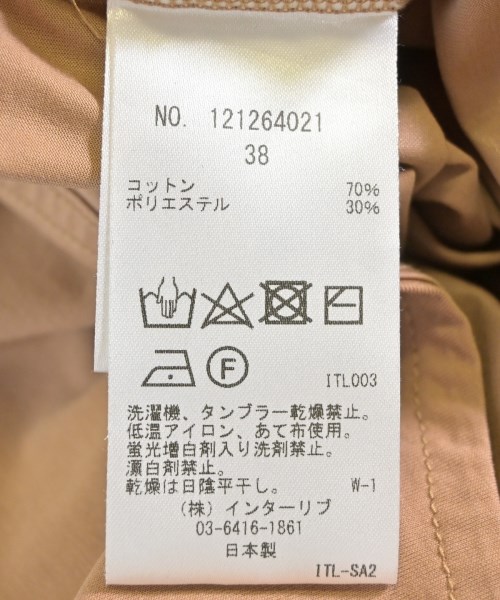 NO. 121264021
38
コットン 70%
ポリエステル 30%
F
ITL003
洗濯機、タンブラー乾燥禁止。
低温アイロン、あて布使用。
蛍光増白剤入り洗剤禁止。
漂白剤禁止。
乾燥は日陰平干し。 W-1
(株)インターリブ
03-6416-1861
日本製
ITL-SA2